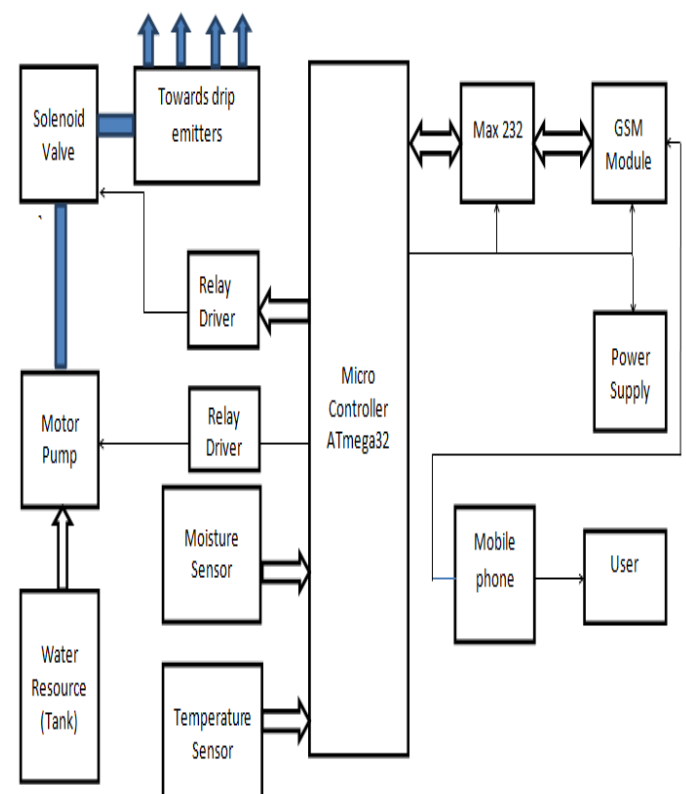 Solenoid
Valve
Towards drip
emitters
Max 232
GSM
Module
Relay
Driver
Micro
Controller
ATmega32
Power
Supply
Motor
Pump
Relay
Driver
Moisture
Sensor
Mobile
phone
User
Water
Resource
(Tank)
Temperature
Sensor